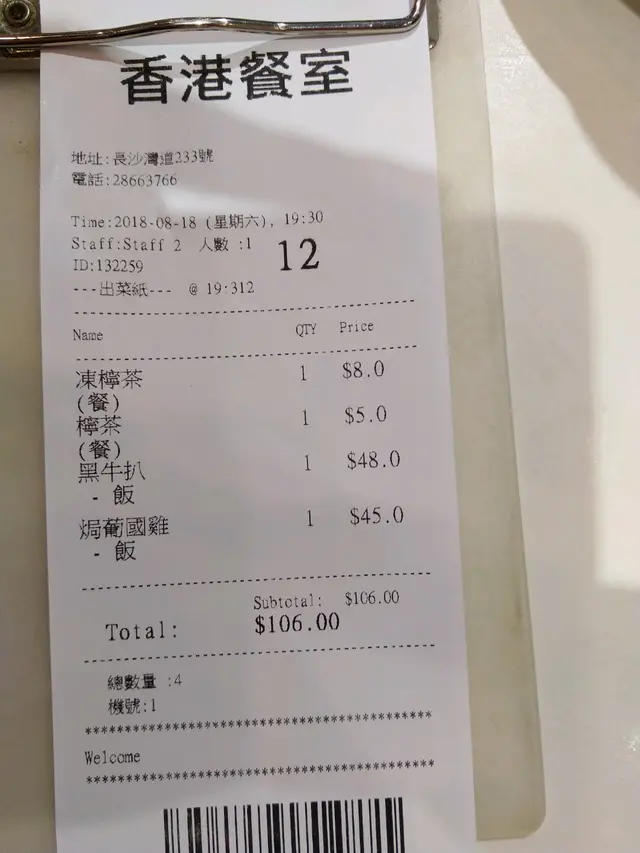 香港餐室
地址:長沙灣道233號
電話:28663766
Time:2018-08-18 (星期六), 19:30
Staff:Staff 2 人數 :1
12
ID:132259
---出菜紙--- @ 19:312
Name QTY Price
凍檸茶 1 $8.0
(餐)
檸茶 1 $5.0
(餐)
黑牛扒 1 $48.0
- 飯
焗葡國雞 1 $45.0
- 飯
Subtotal: $106.00
Total: $106.00
總數量 :4
機號:1
****************************************
Welcome
****************************************